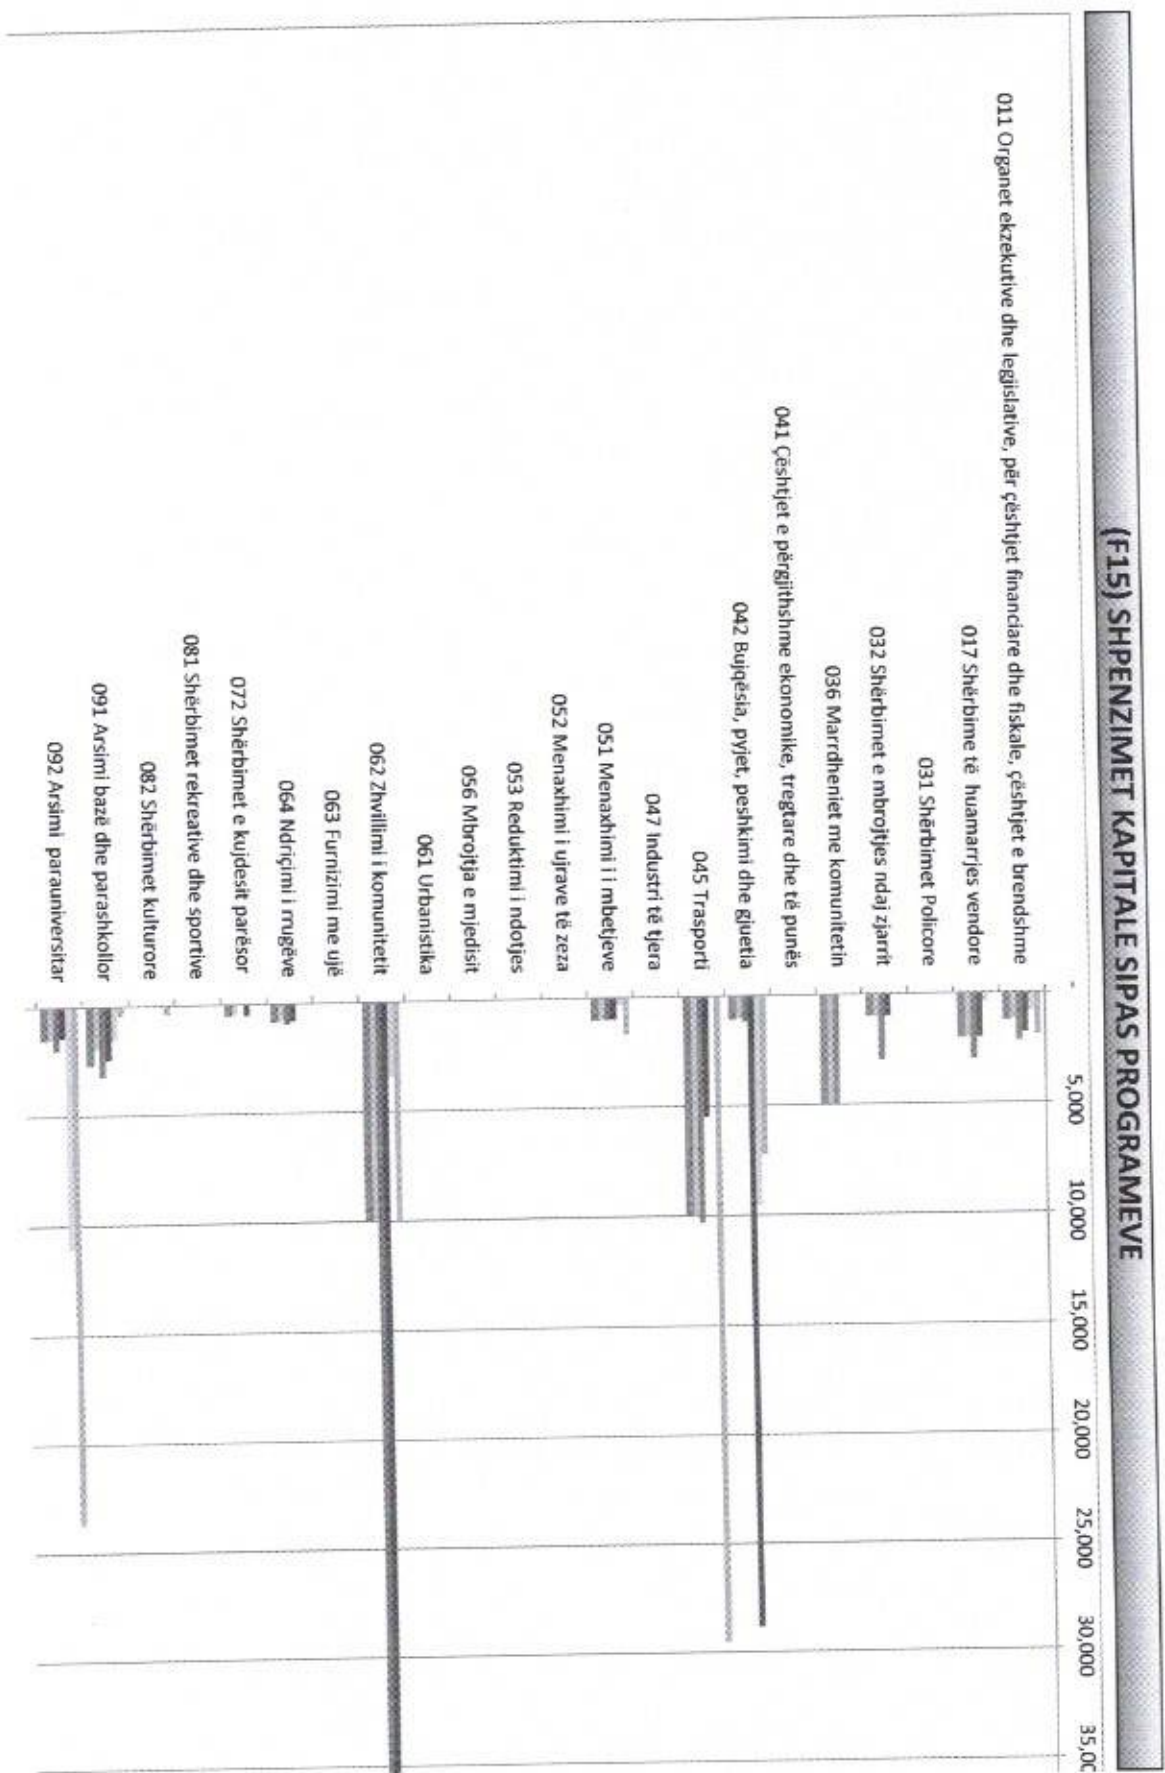 (F15) SHPENZIMET KAPITALE SIPAS PROGRAMEVE
-
5,000
10,000
15,000
20,000
25,000
30,000
35,00
011 Organet ekzekutive dhe legjislative, për çështjet financiare dhe fiskale, çështjet e brendshme
017 Shërbime të huamarrjes vendore
031 Shërbimet Policore
032 Shërbimet e mbrojtjes ndaj zjarrit
036 Marrdheniet me komunitetin
041 Çështjet e përgjithshme ekonomike, tregtare dhe të punës
042 Bujqësia, pyjet, peshkimi dhe gjuetia
045 Trasporti
047 Industri të tjera
051 Menaxhimi i i mbetjeve
052 Menaxhimi i ujrave të zeza
053 Reduktimi i ndotjes
056 Mbrojtja e mjedisit
061 Urbanistika
062 Zhvillimi i komunitetit
063 Furnizimi me ujë
064 Ndriçimi i rrugëve
072 Shërbimet e kujdesit parësor
081 Shërbimet rekreative dhe sportive
082 Shërbimet kulturore
091 Arsimi bazë dhe parashkollor
092 Arsimi parauniversitar